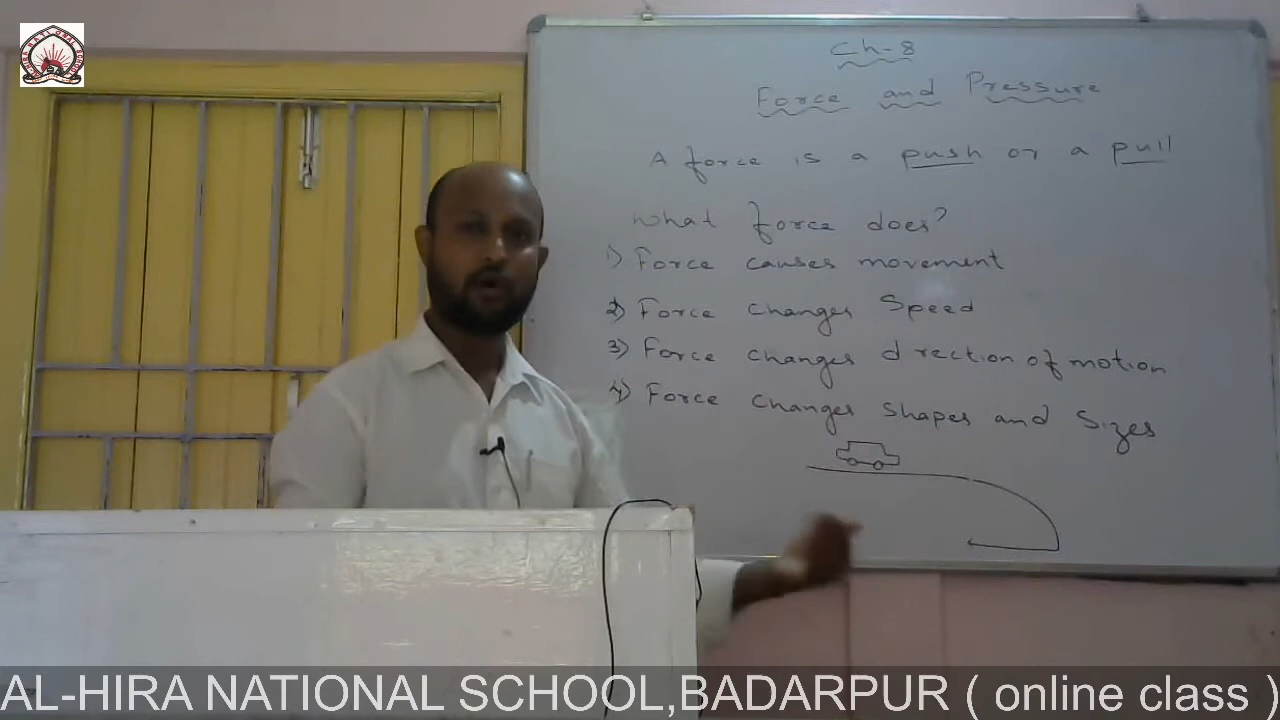 Ch-8
Force and Pressure
A force is a push or a pull
What force does?
1) Force causes movement
2) Force changes Speed
3) Force changes d rection of motion
4) Force changes shapes and sizes
AL-HIRA NATIONAL SCHOOL,BADARPUR ( online class )